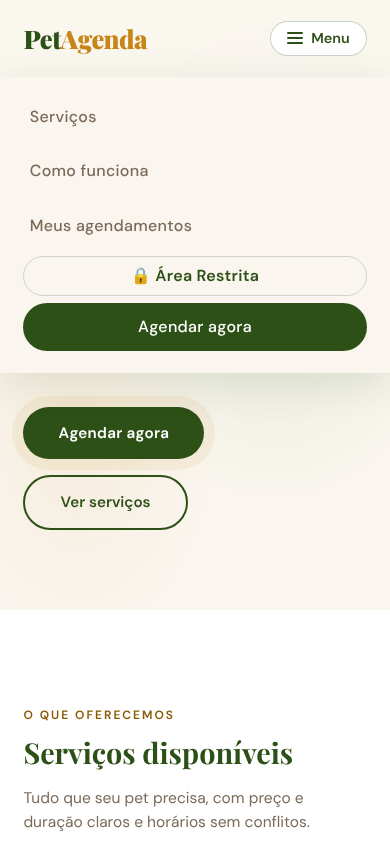 PetAgenda
Menu
Serviços
Como funciona
Meus agendamentos
🔒 Área Restrita
Agendar agora
Agendar agora
Ver serviços
O QUE OFERECEMOS
Serviços disponíveis
Tudo que seu pet precisa, com preço e
duração claros e horários sem conflitos.